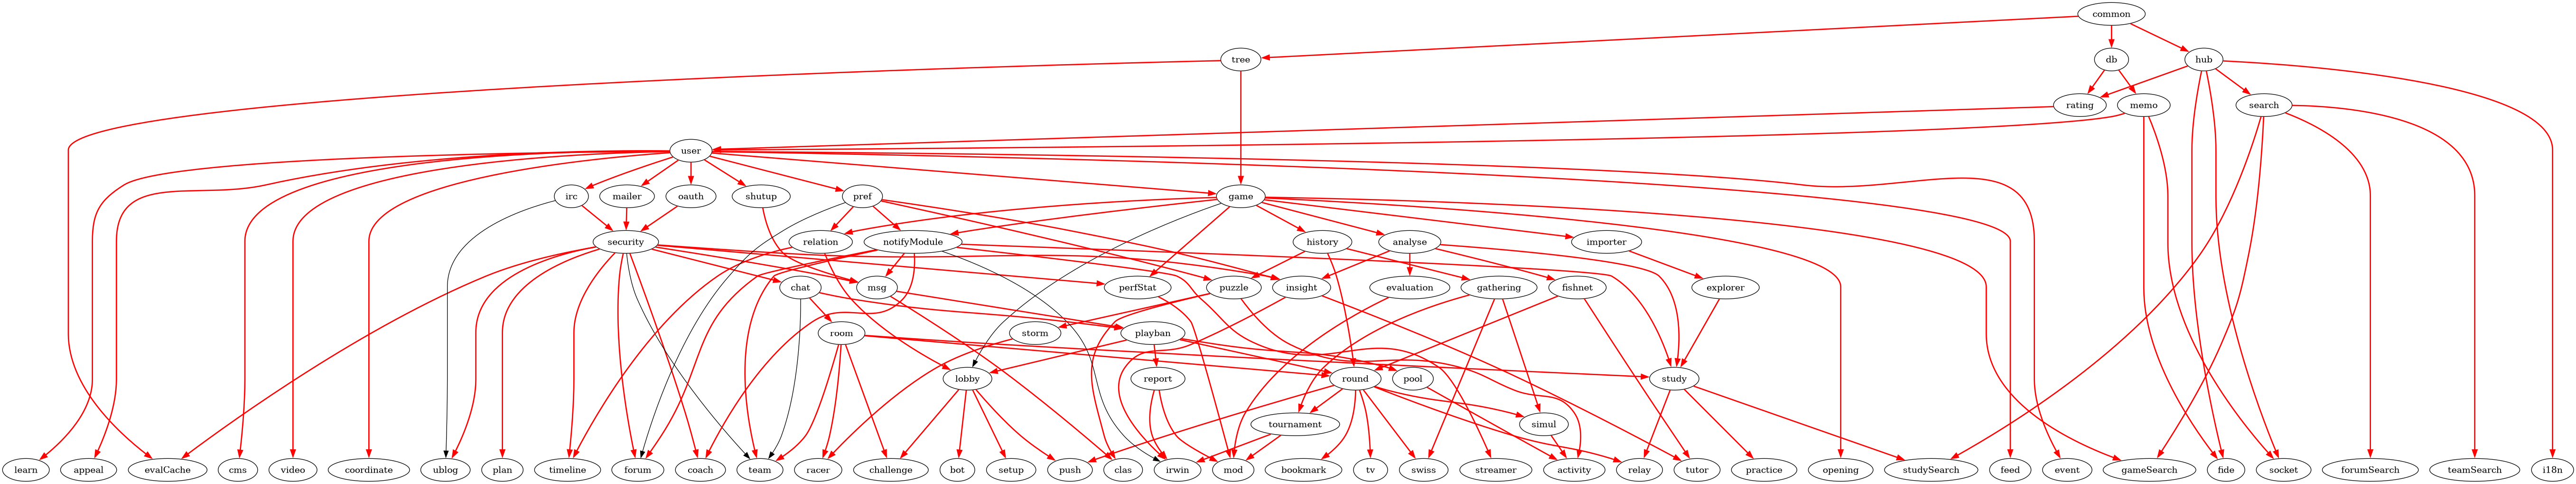 common
tree
db
hub
rating
memo
search
user
irc
mailer
oauth
shutup
pref
game
security
relation
notifyModule
history
analyse
importer
chat
msg
perfStat
puzzle
insight
evaluation
gathering
fishnet
explorer
room
storm
playban
lobby
report
round
pool
study
tournament
simul
learn
appeal
evalCache
cms
video
coordinate
ublog
plan
timeline
forum
coach
team
racer
challenge
bot
setup
push
clas
irwin
mod
bookmark
tv
swiss
streamer
activity
relay
tutor
practice
opening
studySearch
feed
event
gameSearch
fide
socket
forumSearch
teamSearch
i18n